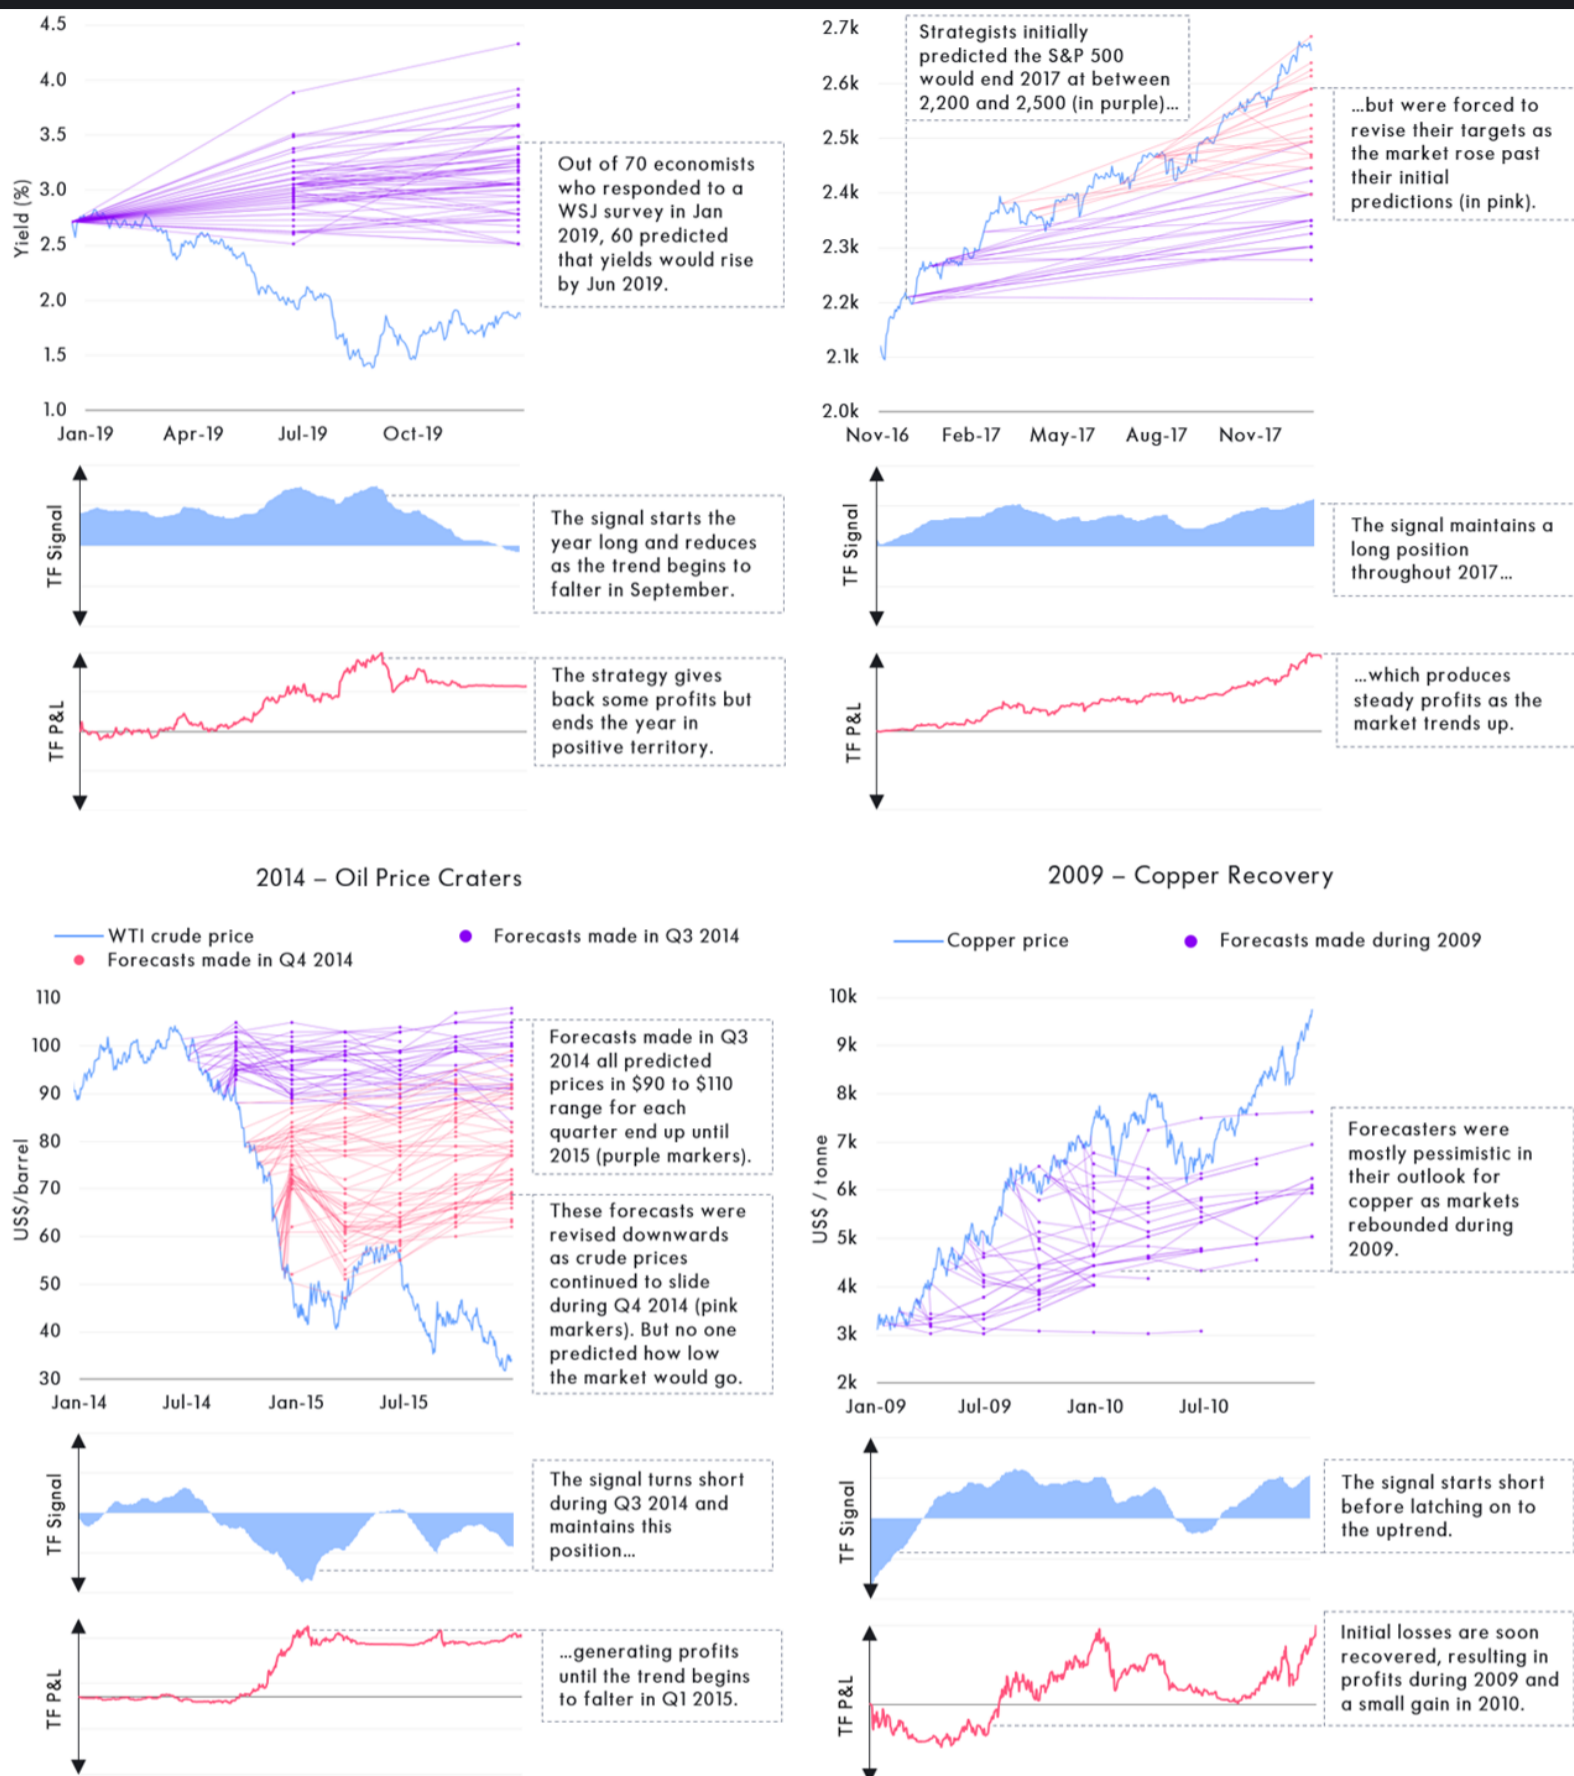 4.5
4.0
3.5
3.0
2.5
2.0
1.5
1.0
Yield (%)
Jan-19 Apr-19 Jul-19 Oct-19
Out of 70 economists
who responded to a
WSJ survey in Jan
2019, 60 predicted
that yields would rise
by Jun 2019.
TF Signal
The signal starts the
year long and reduces
as the trend begins to
falter in September.
TF P&L
The strategy gives
back some profits but
ends the year in
positive territory.
2.7k
2.6k
2.5k
2.4k
2.3k
2.2k
2.1k
2.0k
Nov-16 Feb-17 May-17 Aug-17 Nov-17
Strategists initially
predicted the S&P 500
would end 2017 at between
2,200 and 2,500 (in purple)...
...but were forced to
revise their targets as
the market rose past
their initial
predictions (in pink).
TF Signal
The signal maintains a
long position
throughout 2017...
TF P&L
...which produces
steady profits as the
market trends up.
2014 – Oil Price Craters
WTI crude price
Forecasts made in Q3 2014
Forecasts made in Q4 2014
110
100
90
80
70
60
50
40
30
US$/barrel
Jan-14 Jul-14 Jan-15 Jul-15
Forecasts made in Q3
2014 all predicted
prices in $90 to $110
range for each
quarter end up until
2015 (purple markers).
These forecasts were
revised downwards
as crude prices
continued to slide
during Q4 2014 (pink
markers). But no one
predicted how low
the market would go.
TF Signal
The signal turns short
during Q3 2014 and
maintains this
position...
TF P&L
...generating profits
until the trend begins
to falter in Q1 2015.
2009 – Copper Recovery
Copper price
Forecasts made during 2009
10k
9k
8k
7k
6k
5k
4k
3k
2k
US$ / tonne
Jan-09 Jul-09 Jan-10 Jul-10
Forecasters were
mostly pessimistic in
their outlook for
copper as markets
rebounded during
2009.
TF Signal
The signal starts short
before latching on to
the uptrend.
TF P&L
Initial losses are soon
recovered, resulting in
profits during 2009 and
a small gain in 2010.